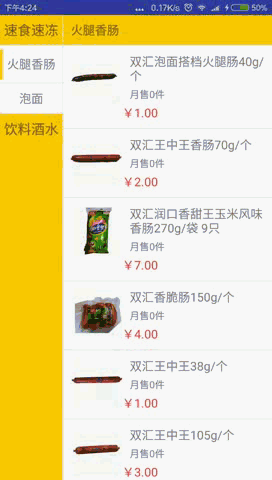 下午4:24
... 0.17K/s 50%
速食速冻
火腿香肠
火腿香肠
泡面
饮料酒水
双汇泡面搭档火腿肠40g/
个
月售0件
¥1.00
双汇王中王香肠70g/个
月售0件
¥2.00
双汇润口香甜王玉米风味
香肠270g/袋 9只
月售0件
¥7.00
双汇香脆肠150g/个
月售0件
¥4.00
双汇王中王38g/个
月售0件
¥1.00
双汇王中王105g/个
月售0件
¥3.00